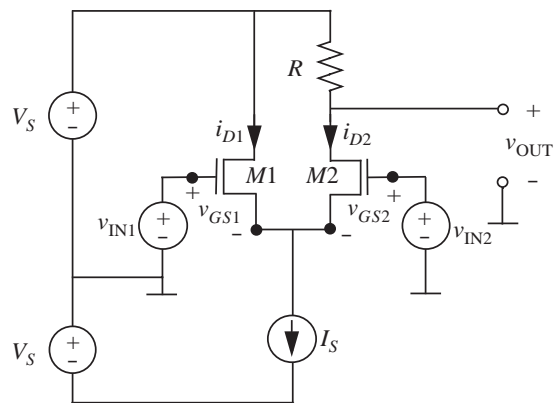 R
V_S
+
-
i_D1
i_D2
+
v_OUT
-
M1
M2
+
v_GS1
-
+
v_GS2
-
v_IN1
+
-
+
-
v_IN2
V_S
+
-
I_S